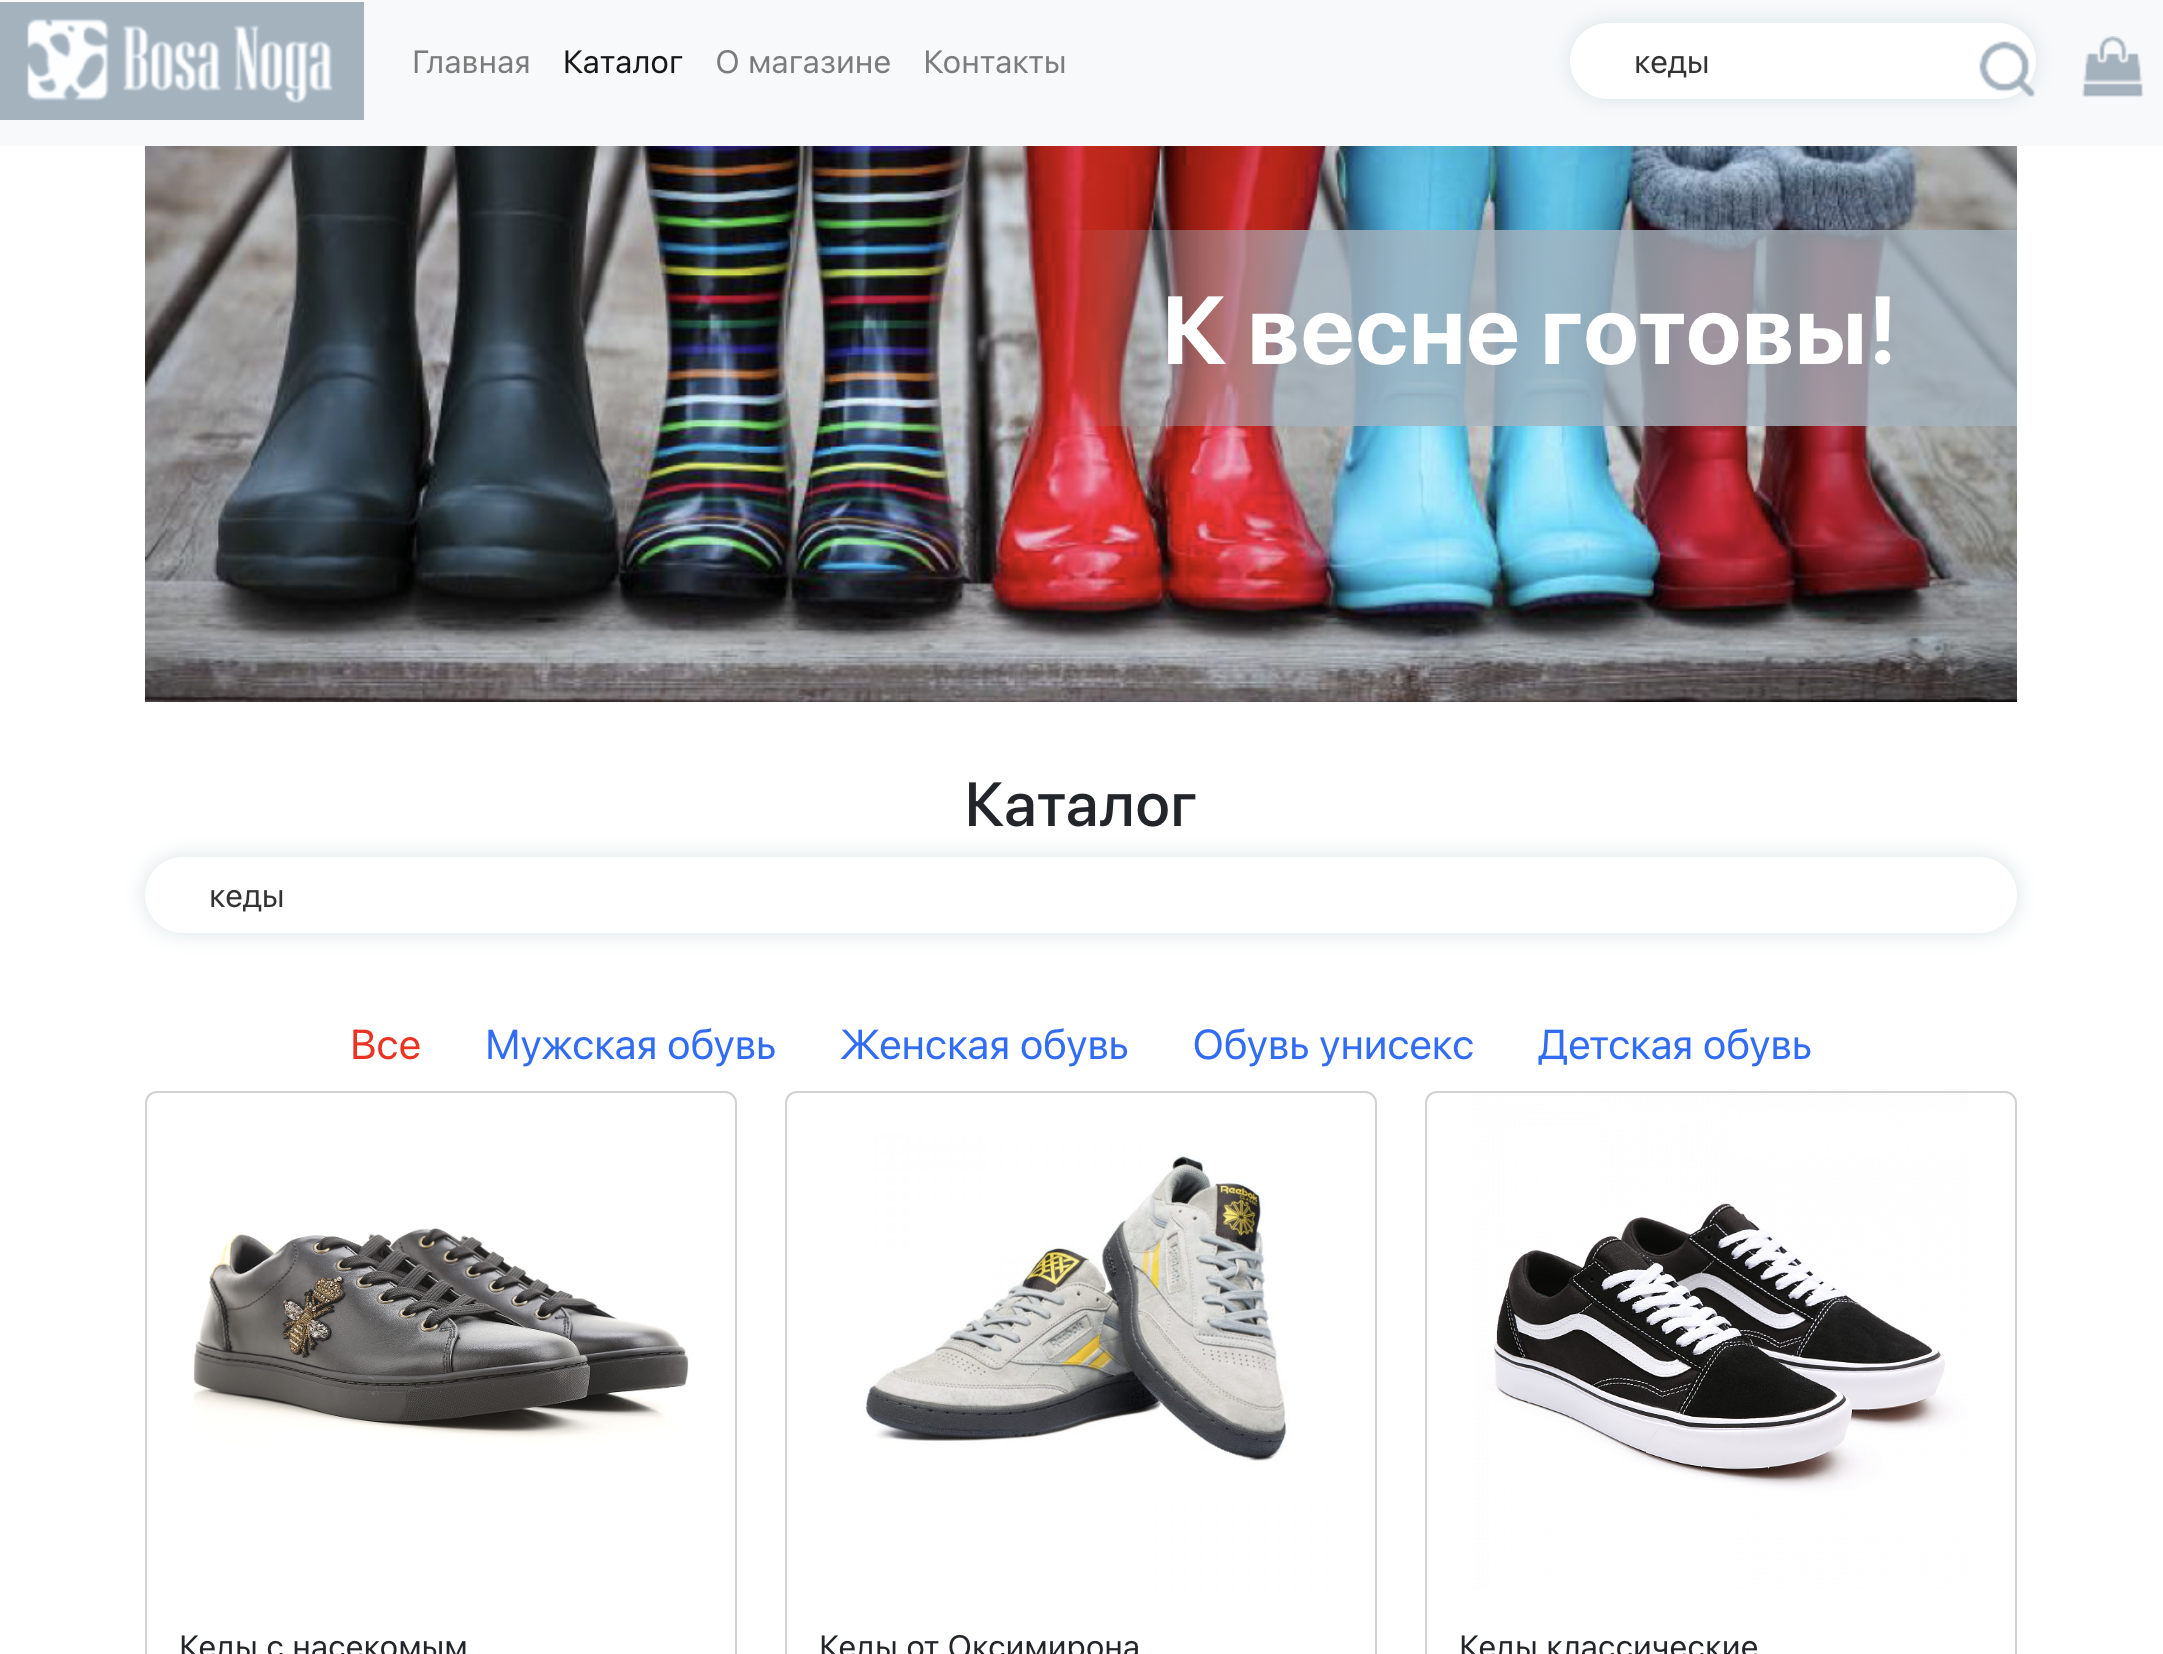 Bosa Noga
Главная Каталог О магазине Контакты
кеды
К весне готовы!
Каталог
кеды
Все Мужская обувь Женская обувь Обувь унисекс Детская обувь
Reebok
Кеды с насекомым
Кеды от Оксимирона
Кеды классические